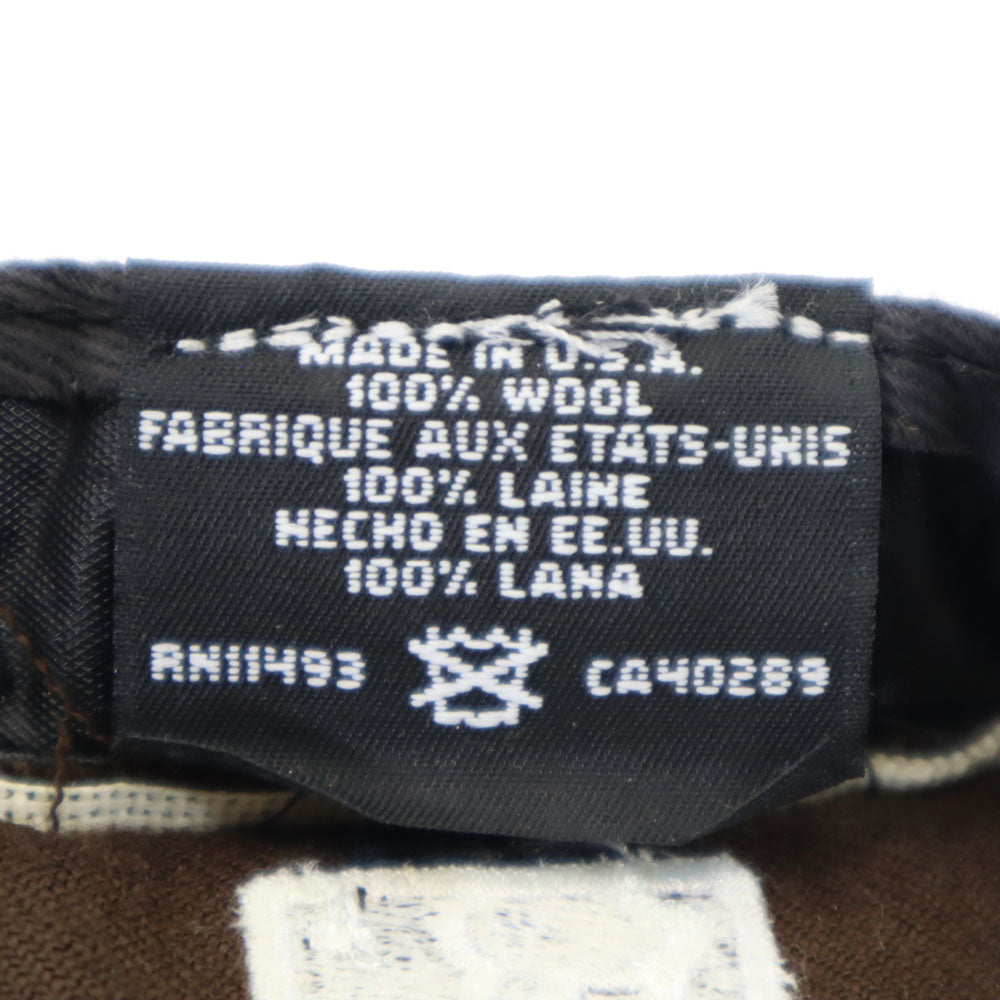 MADE IN U.S.A.
100% WOOL
FABRIQUE AUX ETATS-UNIS
100% LAINE
HECHO EN EE.UU.
100% LANA
RN11493 CA40289